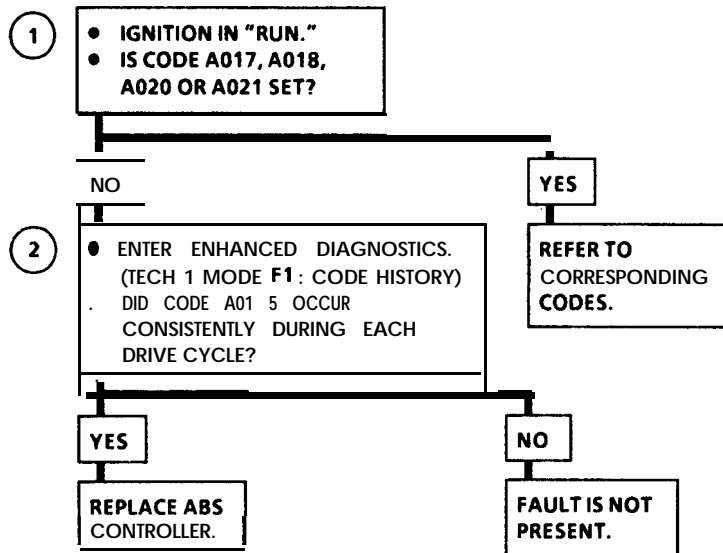 1
● IGNITION IN "RUN."
● IS CODE A017, A018,
A020 OR A021 SET?
NO
YES
REFER TO
CORRESPONDING
CODES.
2
● ENTER ENHANCED DIAGNOSTICS.
(TECH 1 MODE F1: CODE HISTORY)
. DID CODE A01 5 OCCUR
CONSISTENTLY DURING EACH
DRIVE CYCLE?
YES
NO
REPLACE ABS
CONTROLLER.
FAULT IS NOT
PRESENT.